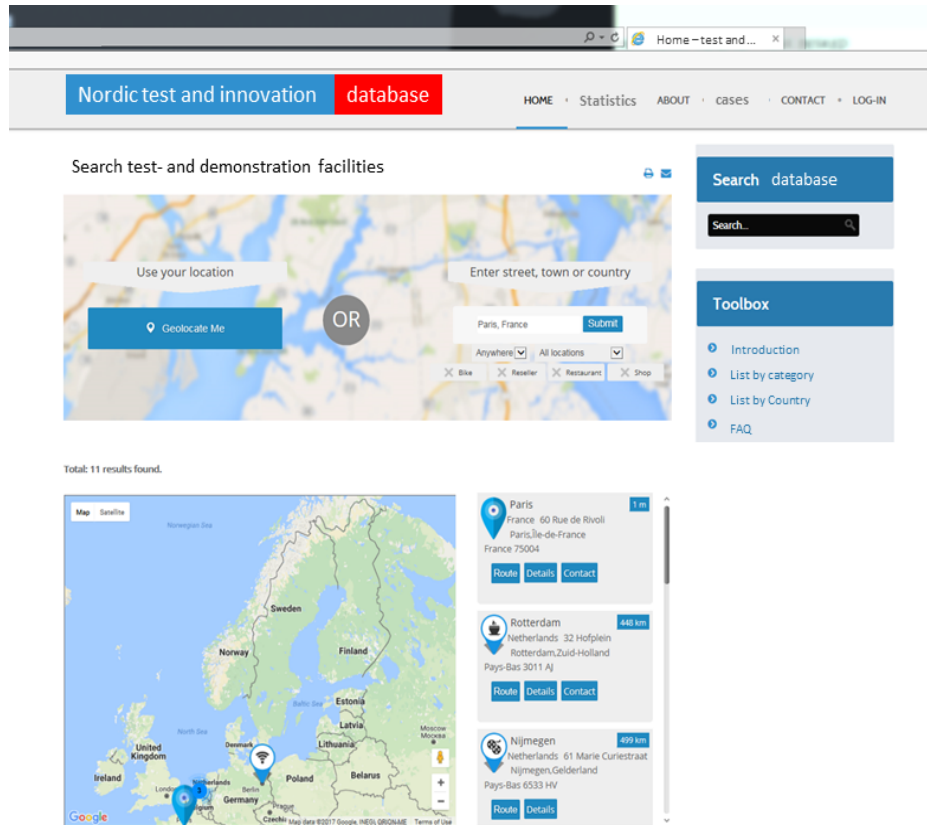 Home – test and ...
Nordic test and innovation database
HOME Statistics ABOUT cases CONTACT LOG-IN
Search test- and demonstration facilities
Search database
Search...
Use your location
Enter street, town or country
Geolocate Me
OR
Paris, France Submit
Anywhere All locations
Bike Reseller Restaurant Shop
Toolbox
Introduction
List by category
List by Country
FAQ
Total: 11 results found.
Map Satellite
Norwegian Sea
Sweden
Norway
Finland
Baltic Sea
Estonia
Latvia
Moscow
Москва
North Sea
Denmark
Lithuania
United
Kingdom
Ireland
Netherlands
Berlin
Poland
Belarus
London
3
Belgium
Germany
Prague
Czechia
Google
Map data ©2017 Google, INEGI, ORION-ME Terms of Use
Paris 1 m
France 60 Rue de Rivoli
Paris,Île-de-France
France 75004
Route Details Contact
Rotterdam 448 km
Netherlands 32 Hofplein
Rotterdam,Zuid-Holland
Pays-Bas 3011 AJ
Route Details Contact
Nijmegen 499 km
Netherlands 61 Marie Curiestraat
Nijmegen,Gelderland
Pays-Bas 6533 HV
Route Details